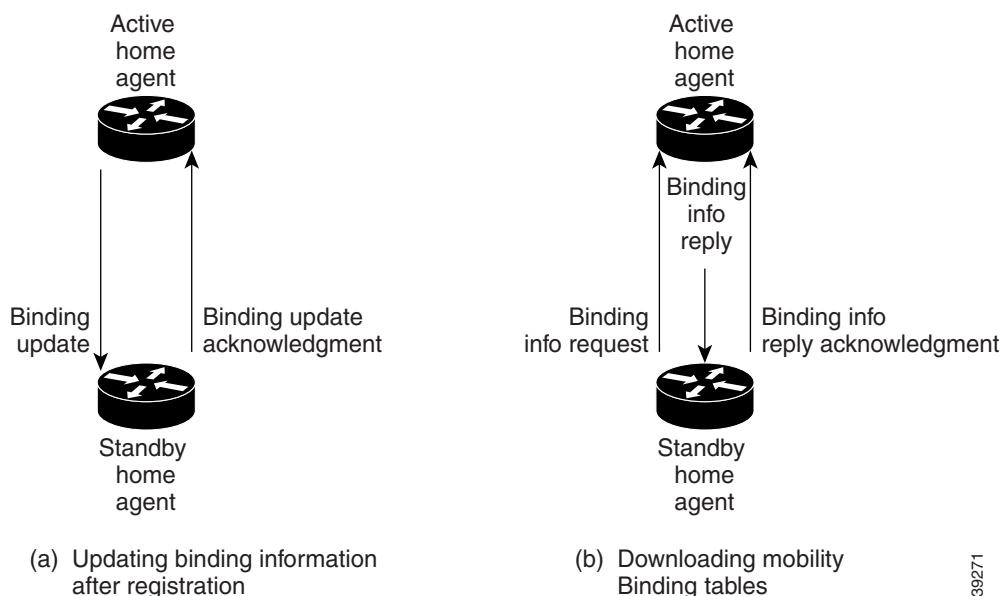 Active
home
agent
Binding
update
Binding update
acknowledgment
Standby
home
agent
(a) Updating binding information
after registration
Active
home
agent
Binding
info
reply
Binding
info request
Binding info
reply acknowledgment
Standby
home
agent
(b) Downloading mobility
Binding tables
39271